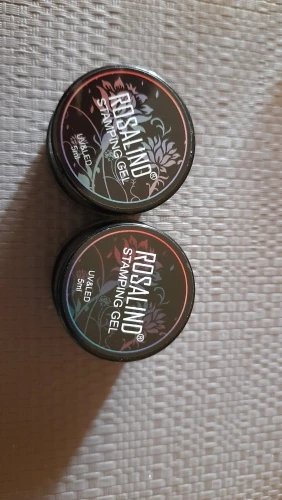 ROSALIND®
STAMPING GEL
UV&LED
5ml
ROSALIND®
STAMPING GEL
UV&LED
5ml